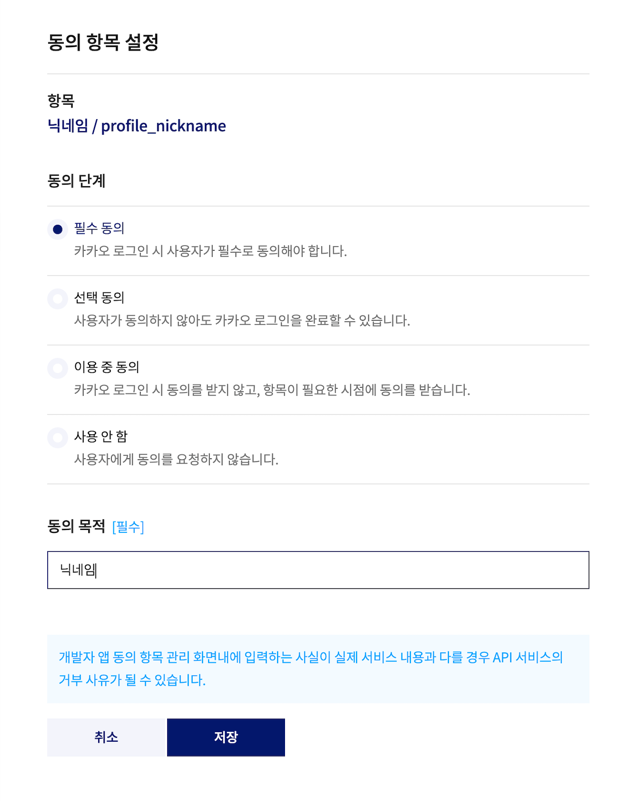 동의 항목 설정
항목
닉네임 / profile_nickname
동의 단계
필수 동의
카카오 로그인 시 사용자가 필수로 동의해야 합니다.
선택 동의
사용자가 동의하지 않아도 카카오 로그인을 완료할 수 있습니다.
이용 중 동의
카카오 로그인 시 동의를 받지 않고, 항목이 필요한 시점에 동의를 받습니다.
사용 안 함
사용자에게 동의를 요청하지 않습니다.
동의 목적 [필수]
닉네임
개발자 앱 동의 항목 관리 화면내에 입력하는 사실이 실제 서비스 내용과 다를 경우 API 서비스의
거부 사유가 될 수 있습니다.
취소 저장